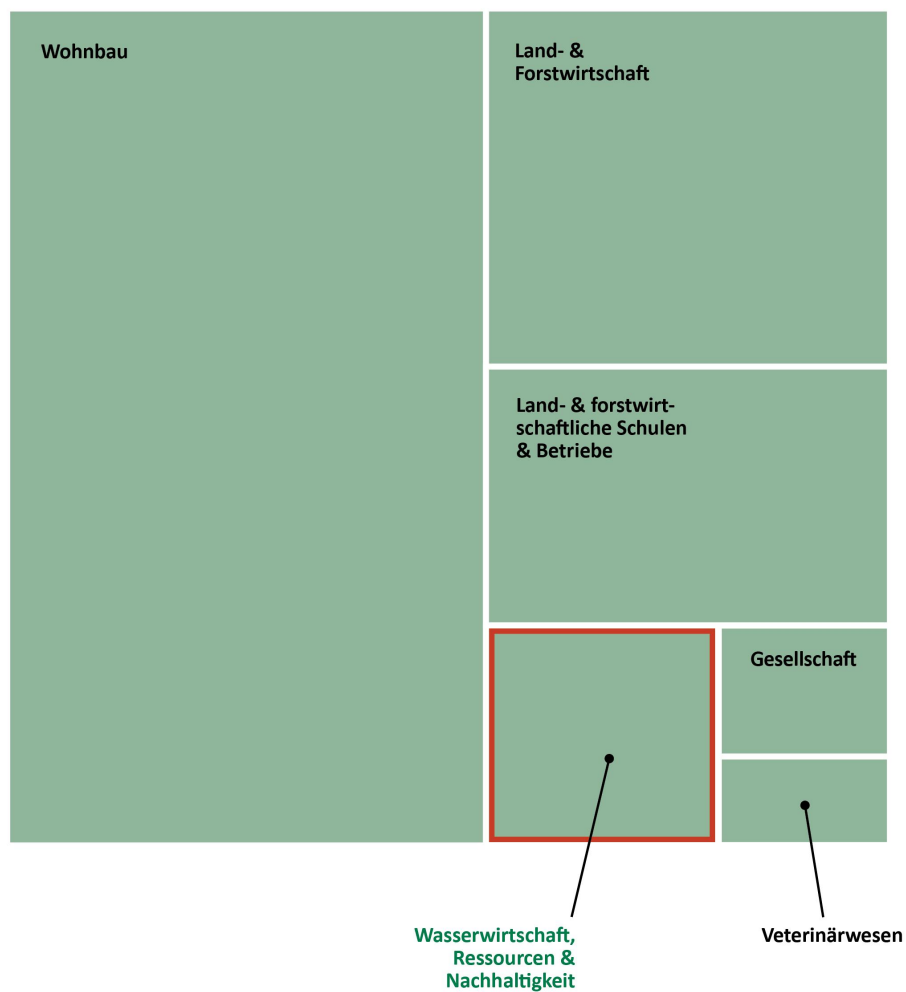 Wohnbau
Land- &
Forstwirtschaft
Land- & forstwirt-
schaftliche Schulen
& Betriebe
Gesellschaft
Wasserwirtschaft,
Ressourcen &
Nachhaltigkeit
Veterinärwesen